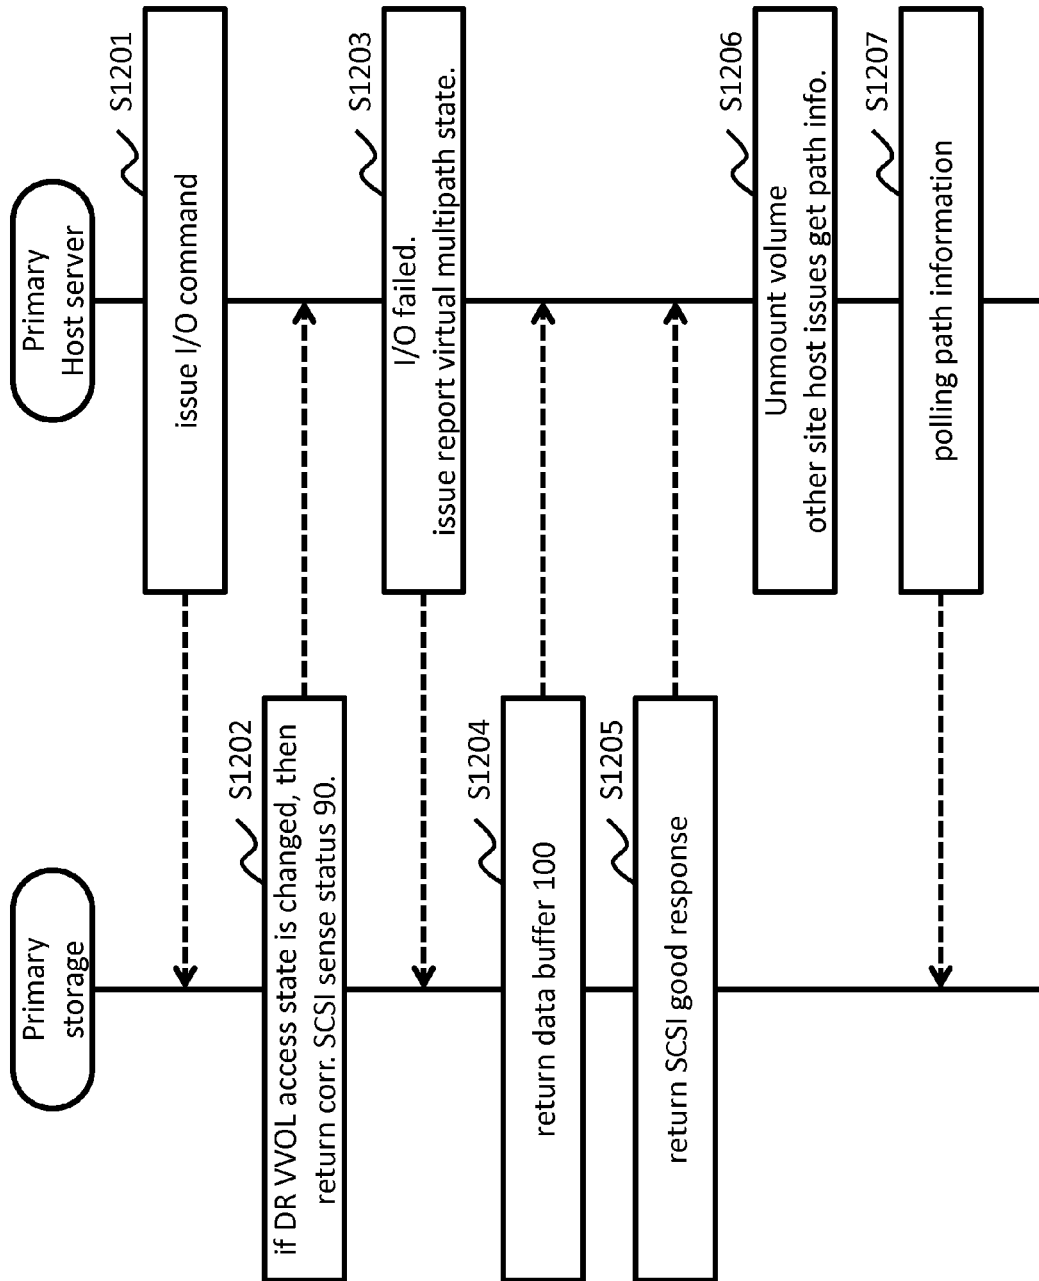 Primary
Host server
Primary
storage
S1201
issue I/O command
S1202
if DR VVOL access state is changed, then
return corr. SCSI sense status 90.
S1203
I/O failed.
issue report virtual multipath state.
S1204
return data buffer 100
S1205
return SCSI good response
S1206
Unmount volume
other site host issues get path info.
S1207
polling path information